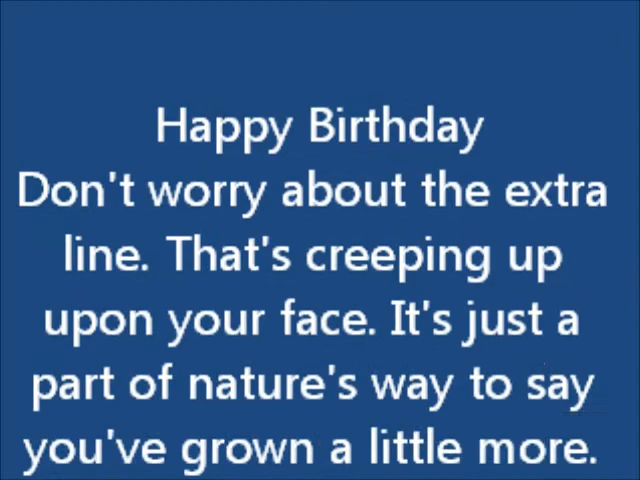 Happy Birthday
Don't worry about the extra
line. That's creeping up
upon your face. It's just a
part of nature's way to say
you've grown a little more.